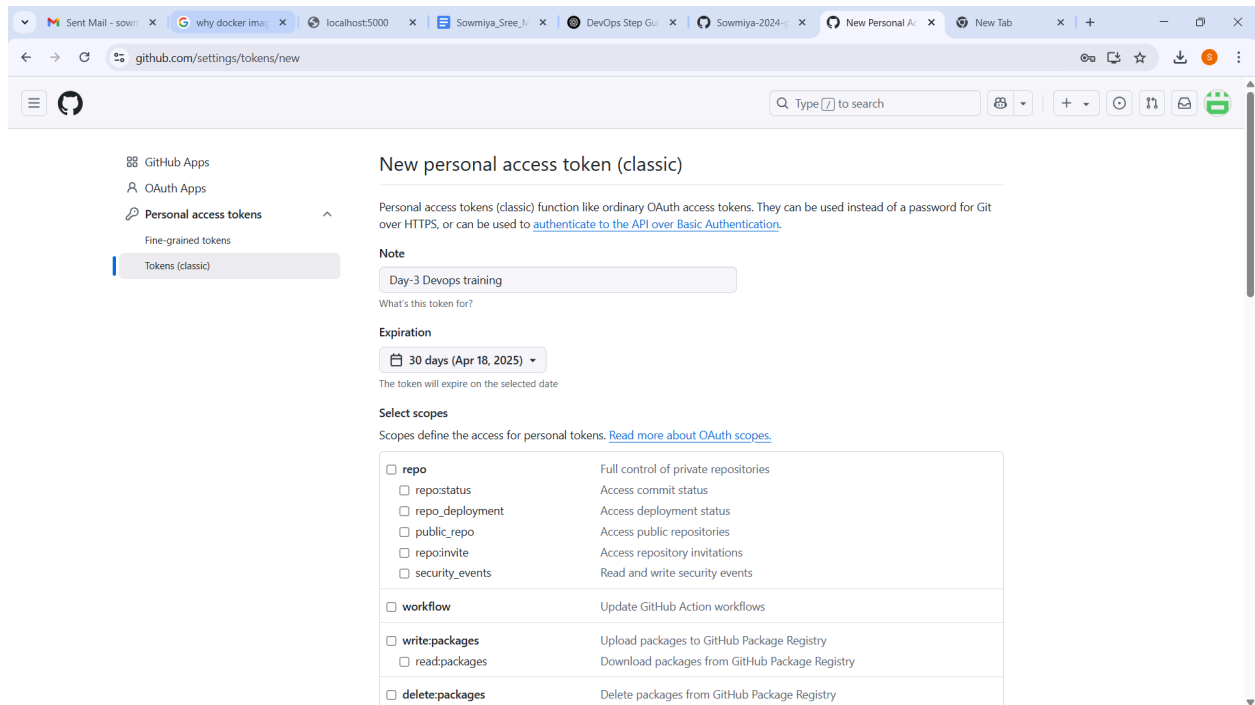 Sent Mail - sown
why docker imag
localhost:5000
Sowmiya_Sree_M
DevOps Step Gui
Sowmiya-2024-g
New Personal Ac
New Tab
github.com/settings/tokens/new
S
Type / to search
GitHub Apps
OAuth Apps
Personal access tokens
Fine-grained tokens
Tokens (classic)
New personal access token (classic)
Personal access tokens (classic) function like ordinary OAuth access tokens. They can be used instead of a password for Git
over HTTPS, or can be used to authenticate to the API over Basic Authentication.
Note
Day-3 Devops training
What's this token for?
Expiration
30 days (Apr 18, 2025)
The token will expire on the selected date
Select scopes
Scopes define the access for personal tokens. Read more about OAuth scopes.
repo Full control of private repositories
repo:status Access commit status
repo_deployment Access deployment status
public_repo Access public repositories
repo:invite Access repository invitations
security_events Read and write security events
workflow Update GitHub Action workflows
write:packages Upload packages to GitHub Package Registry
read:packages Download packages from GitHub Package Registry
delete:packages Delete packages from GitHub Package Registry